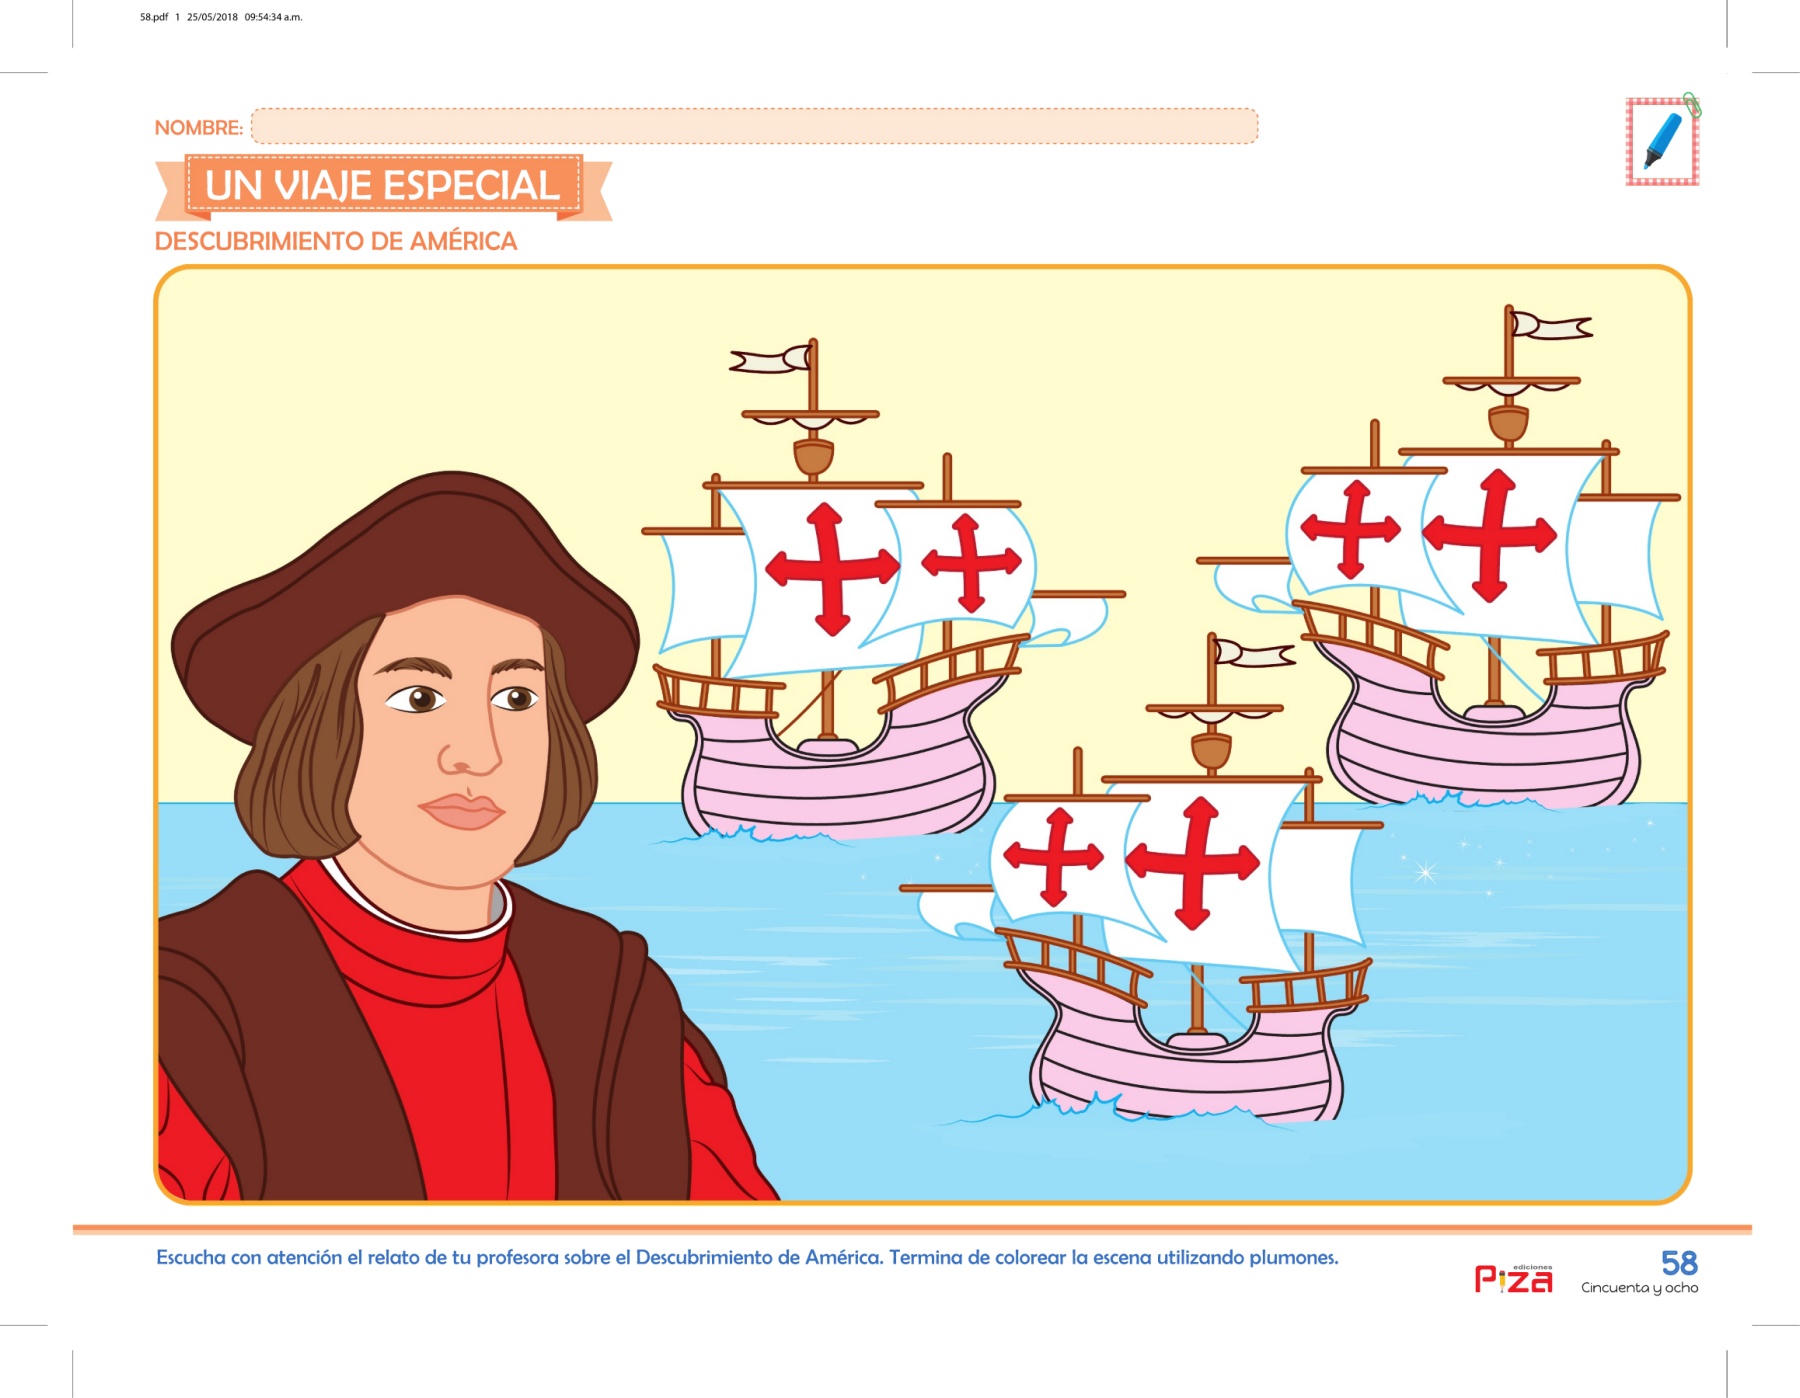 58.pdf 1 25/05/2018 09:54:34 a.m.
NOMBRE:
UN VIAJE ESPECIAL
DESCUBRIMIENTO DE AMÉRICA
Escucha con atención el relato de tu profesora sobre el Descubrimiento de América. Termina de colorear la escena utilizando plumones.
ediciones
Piza
58
Cincuenta y ocho